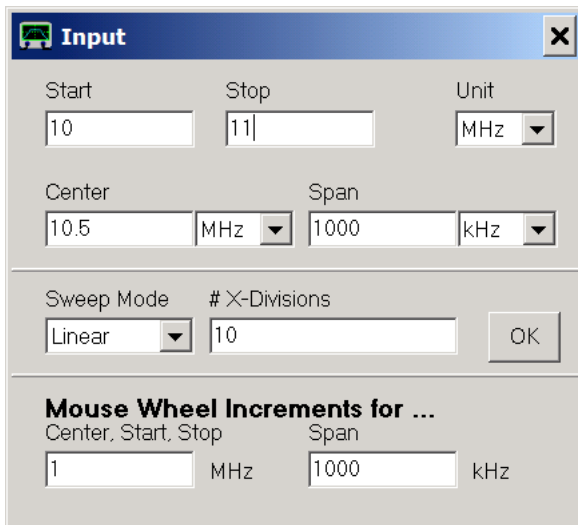 Input
Start Stop Unit
10 11 MHz
Center Span
10.5 MHz 1000 kHz
Sweep Mode # X-Divisions
Linear 10 OK
Mouse Wheel Increments for ...
Center, Start, Stop Span
1 MHz 1000 kHz